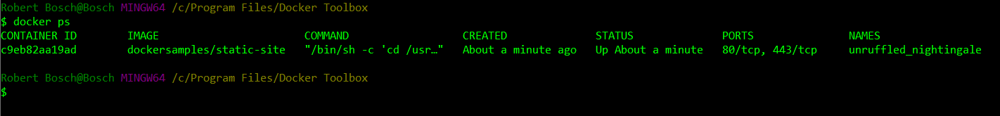 Robert Bosch@Bosch MINGW64 /c/Program Files/Docker Toolbox
$ docker ps
CONTAINER ID        IMAGE                       COMMAND                  CREATED              STATUS              PORTS               NAMES
c9eb82aa19ad        dockersamples/static-site   "/bin/sh -c 'cd /usr…"   About a minute ago   Up About a minute   80/tcp, 443/tcp     unruffled_nightingale
Robert Bosch@Bosch MINGW64 /c/Program Files/Docker Toolbox
$